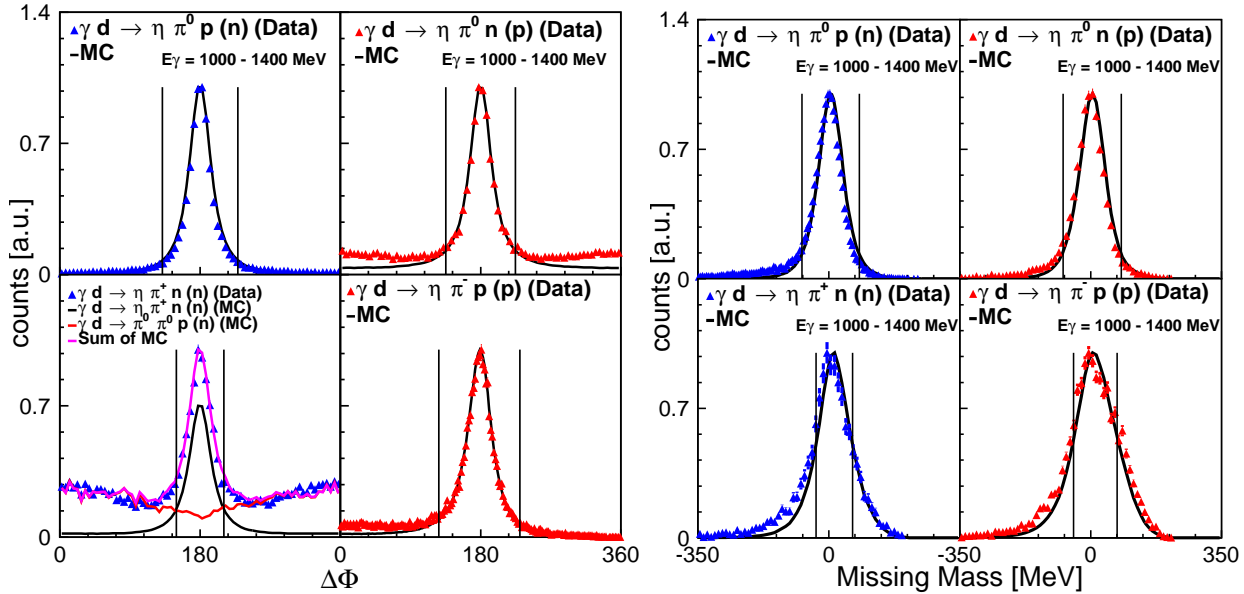 counts [a.u.]
1.4
0.7
0
0.7
0
γ d → η π⁰ p (n) (Data)
–MC
Eγ = 1000 - 1400 MeV
γ d → η π⁰ n (p) (Data)
–MC
Eγ = 1000 - 1400 MeV
γ d → η π⁺ n (n) (Data)
γ d → η π⁺ n (n) (MC)
γ d → π⁰ π⁰ p (n) (MC)
Sum of MC
γ d → η π⁻ p (p) (Data)
–MC
0 180 0 180 360
ΔΦ
counts [a.u.]
1.4
0.7
0
0.7
0
γ d → η π⁰ p (n) (Data)
–MC
Eγ = 1000 - 1400 MeV
γ d → η π⁰ n (p) (Data)
–MC
Eγ = 1000 - 1400 MeV
γ d → η π⁺ n (n) (Data)
–MC
Eγ = 1000 - 1400 MeV
γ d → η π⁻ p (p) (Data)
–MC
Eγ = 1000 - 1400 MeV
-350 0 -350 0 350
Missing Mass [MeV]